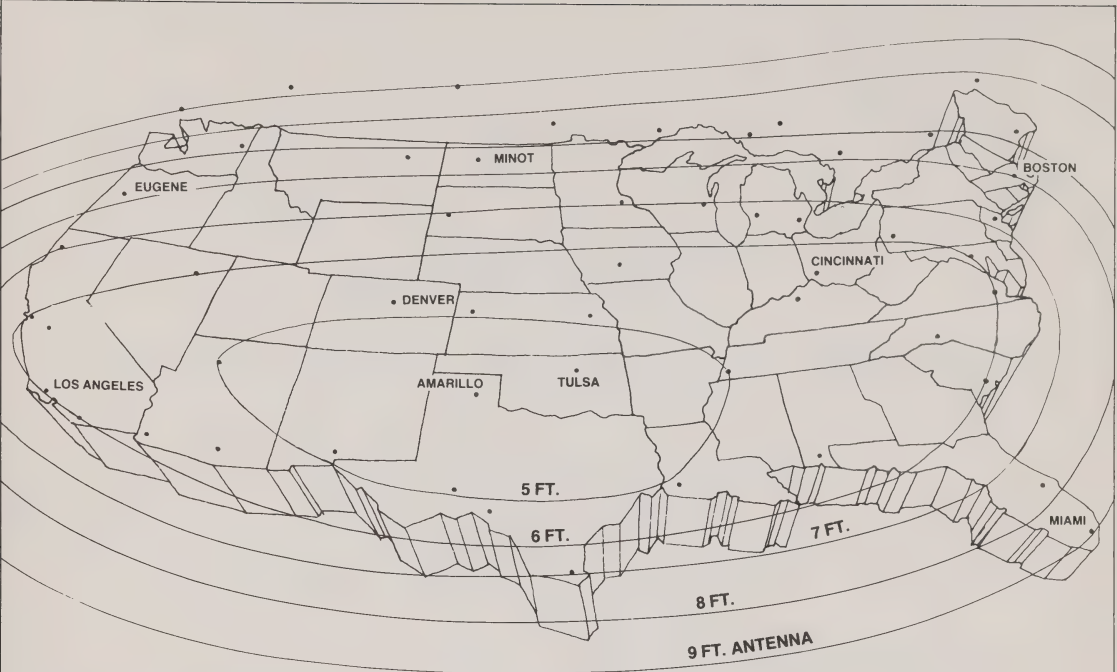 MINOT
BOSTON
EUGENE
CINCINNATI
DENVER
LOS ANGELES
AMARILLO
TULSA
5 FT.
6 FT.
7 FT.
MIAMI
8 FT.
9 FT. ANTENNA